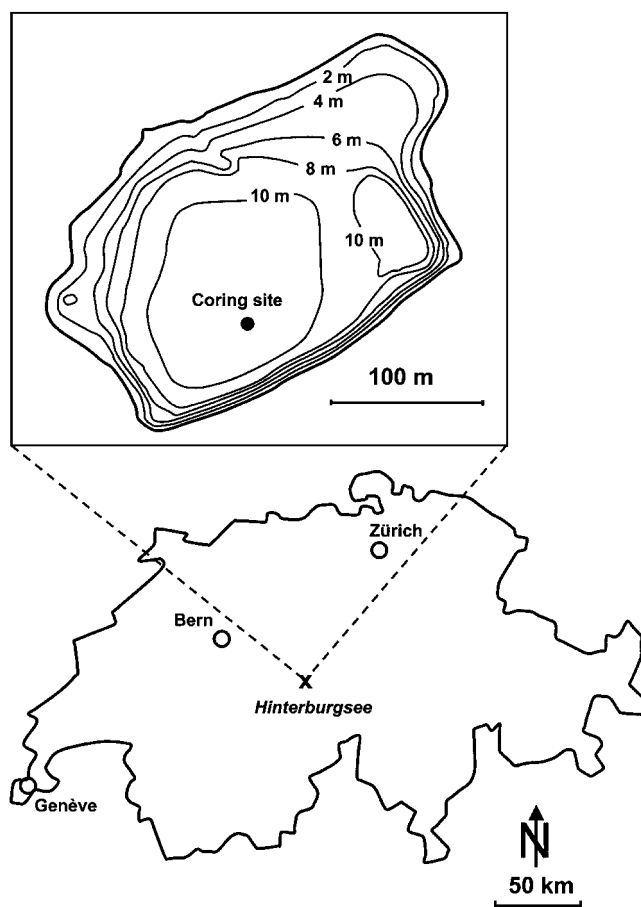 2 m
4 m
6 m
8 m
10 m
10 m
Coring site
100 m
Zürich
Bern
x
Hinterburgsee
Genève
N
50 km